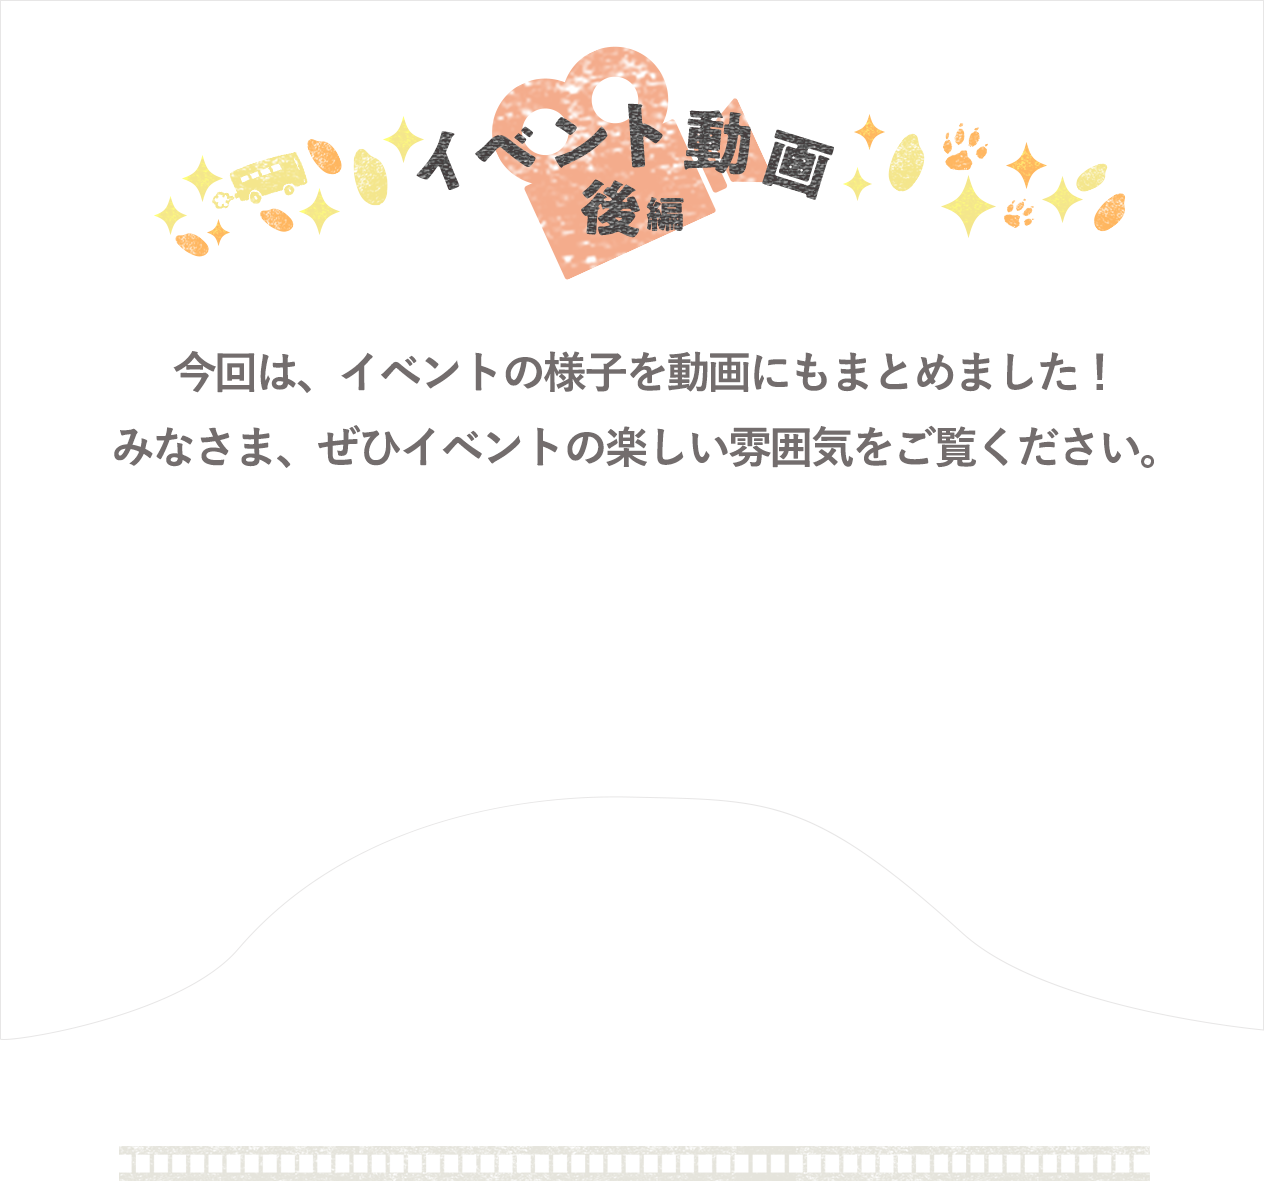 イベント動画
後編
今回は、イベントの様子を動画にもまとめました！
みなさま、ぜひイベントの楽しい雰囲気をご覧ください。